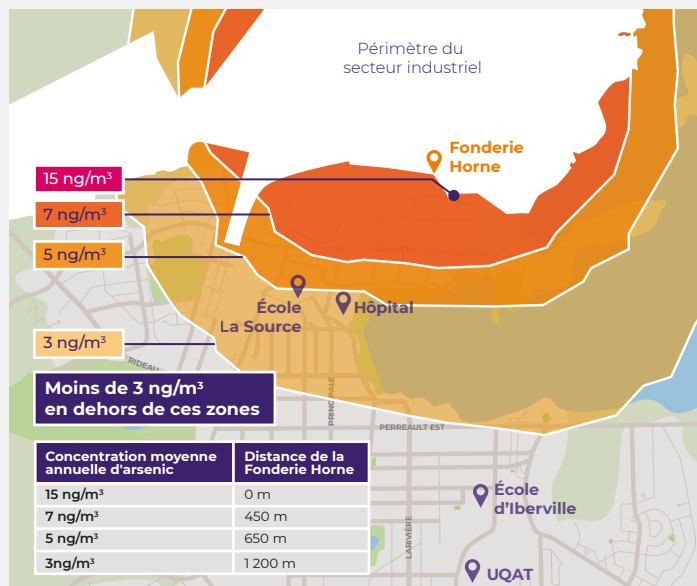 Périmètre du
secteur industriel
Fonderie
Horne
15 ng/m³
7 ng/m³
5 ng/m³
École
La Source
Hôpital
3 ng/m³
RIDEAU
Moins de 3 ng/m³
en dehors de ces zones
PRINCIPALE
PERREAULT EST
Concentration moyenne
annuelle d'arsenic
Distance de la
Fonderie Horne
15 ng/m³ 0 m
7 ng/m³ 450 m
5 ng/m³ 650 m
3ng/m³ 1 200 m
École
d'Iberville
LARIVIÈRE
UQAT